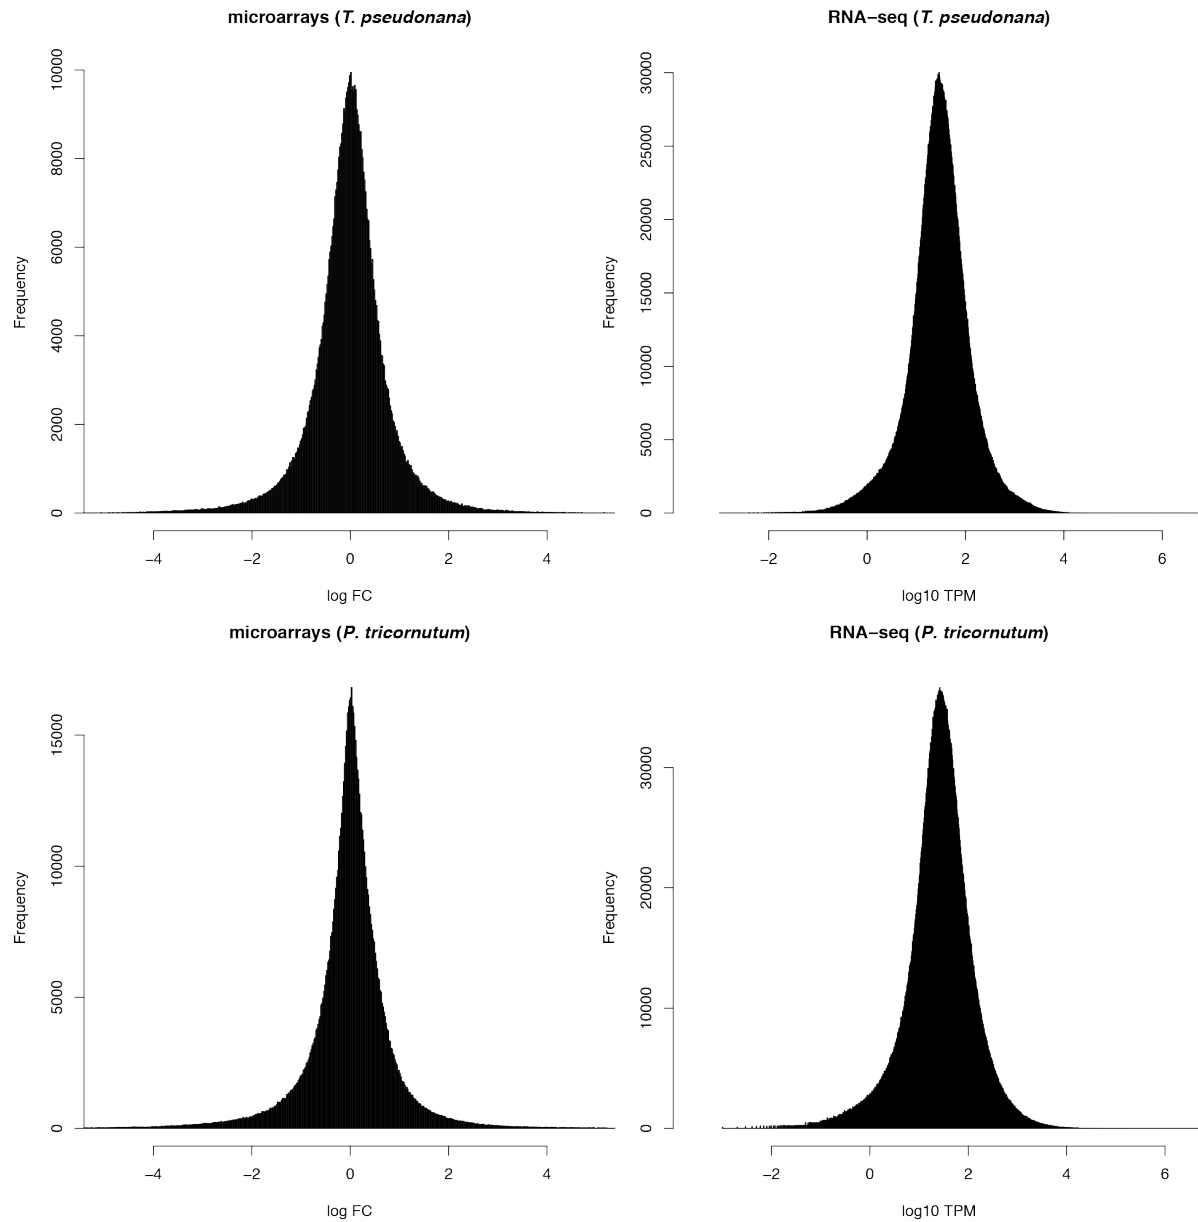 microarrays (T. pseudonana)
Frequency
0 2000 4000 6000 8000 10000
−4 −2 0 2 4
log FC
RNA−seq (T. pseudonana)
Frequency
0 5000 10000 15000 20000 25000 30000
−2 0 2 4 6
log10 TPM
microarrays (P. tricornutum)
Frequency
0 5000 10000 15000
−4 −2 0 2 4
log FC
RNA−seq (P. tricornutum)
Frequency
0 10000 20000 30000
−2 0 2 4 6
log10 TPM